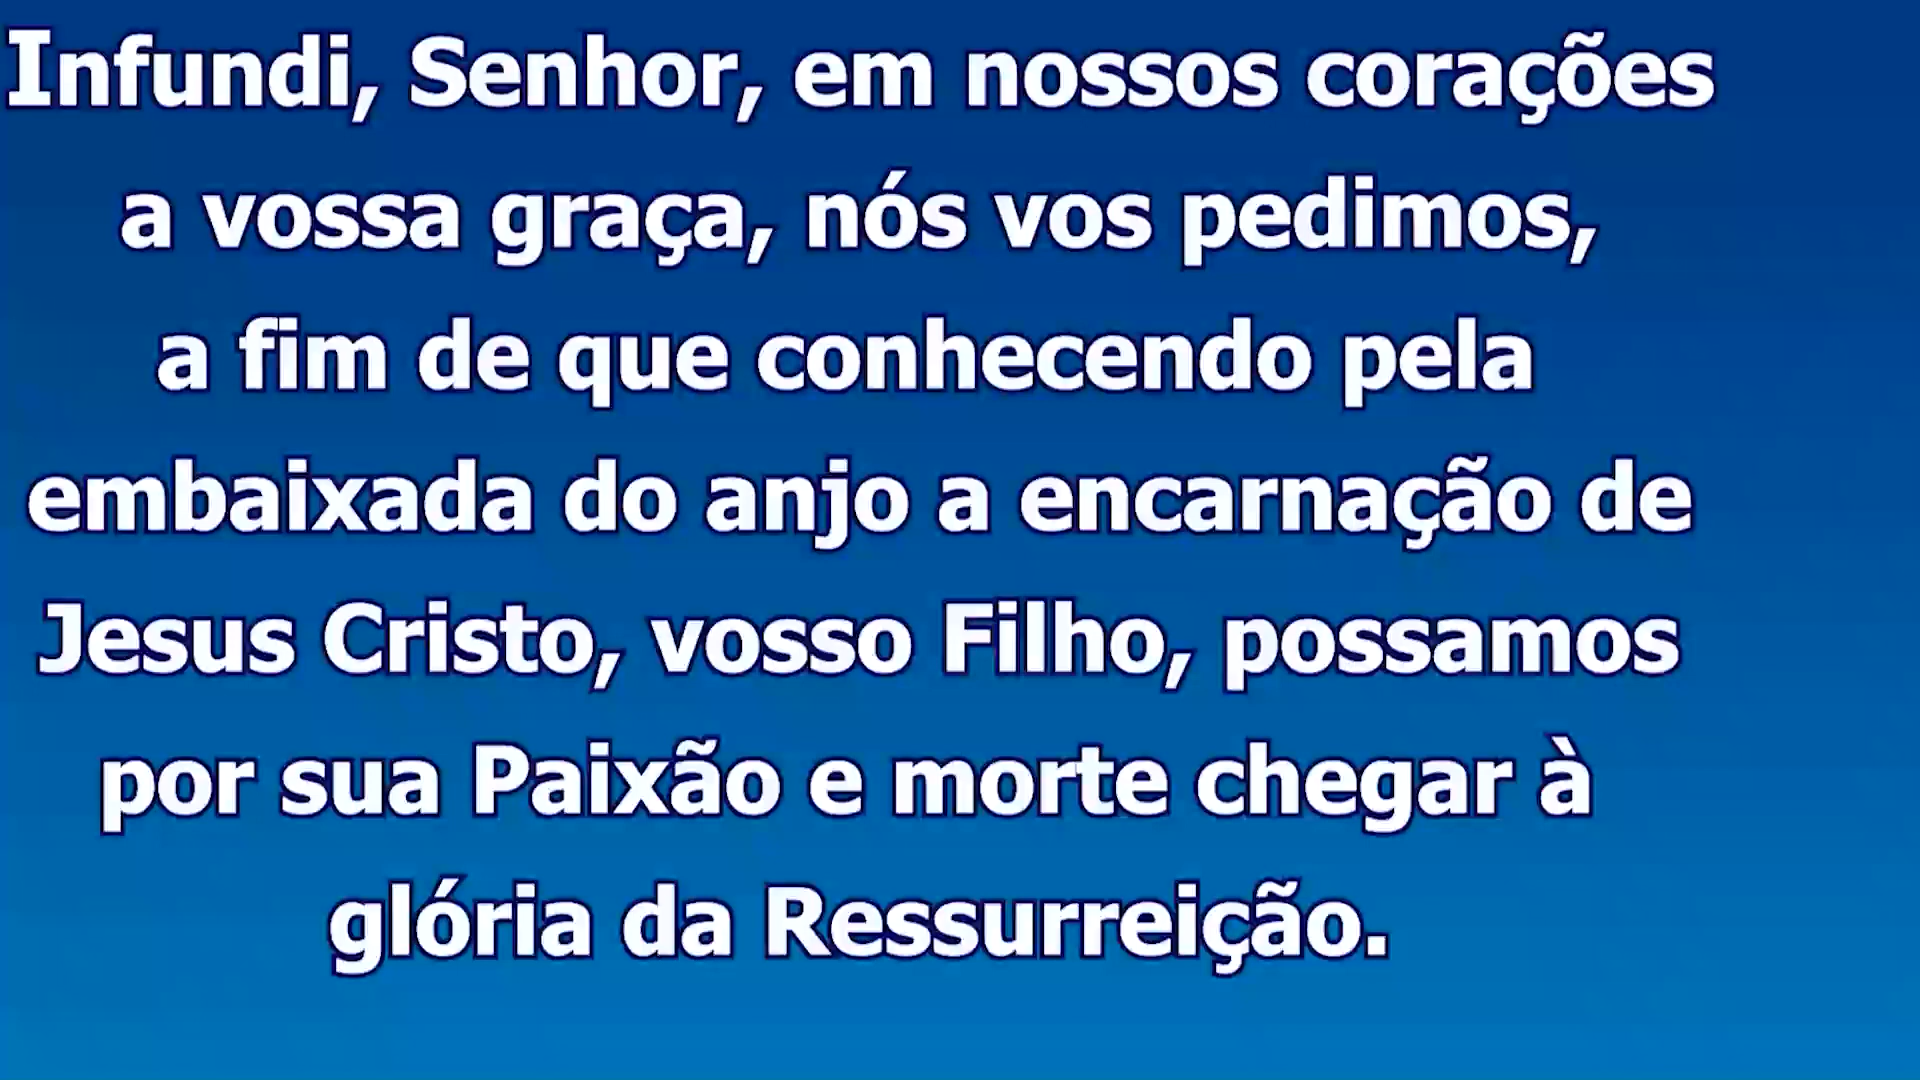 Infundi, Senhor, em nossos corações
a vossa graça, nós vos pedimos,
a fim de que conhecendo pela
embaixada do anjo a encarnação de
Jesus Cristo, vosso Filho, possamos
por sua Paixão e morte chegar à
glória da Ressurreição.